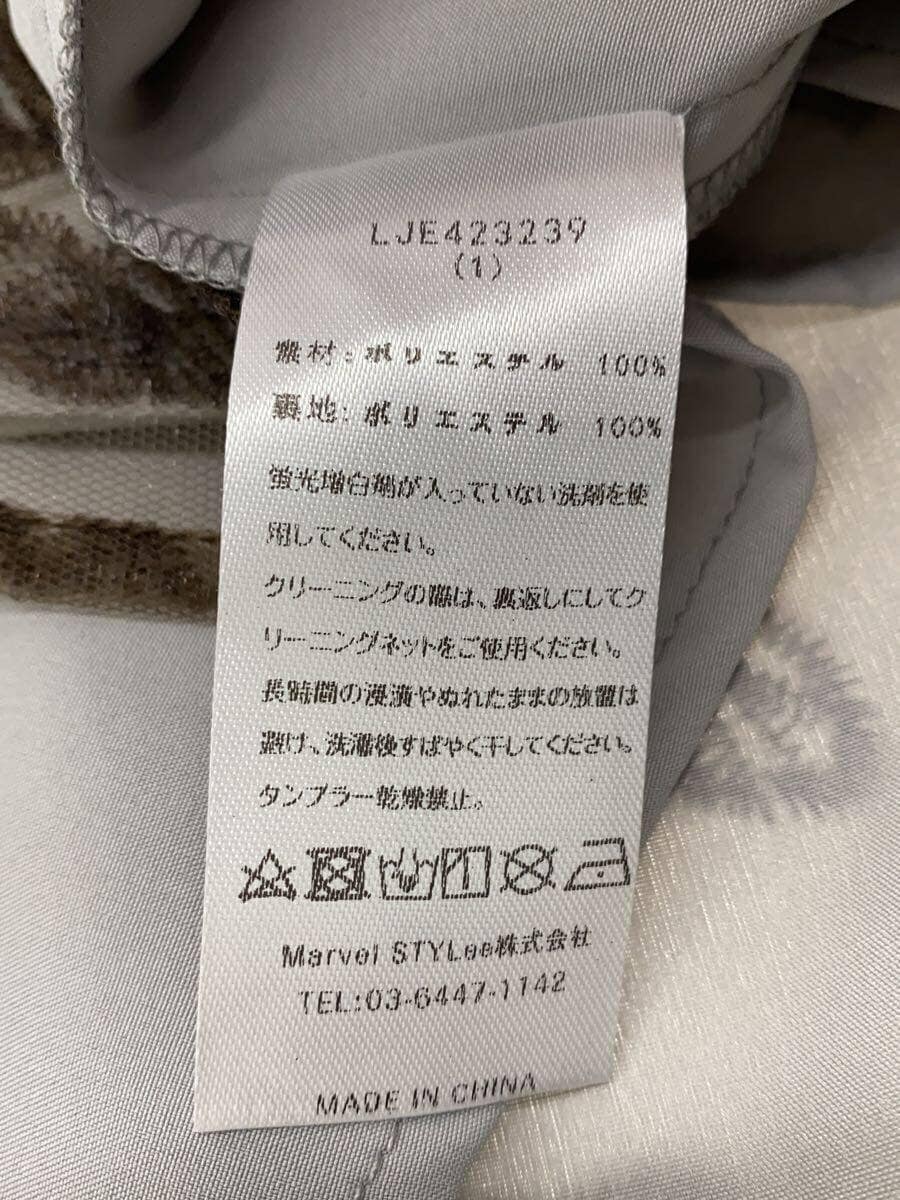 LJE423239
(1)
素材:ポリエステル 100%
裏地:ポリエステル 100%
蛍光増白剤が入っていない洗剤を使
用してください。
クリーニングの際は、裏返しにしてク
リーニングネットをご使用ください。
長時間の浸漬やぬれたままの放置は
避け、洗濯後すばやく干してください。
タンブラー乾燥禁止。
Marvel STYLee株式会社
TEL:03-6447-1142
MADE IN CHINA